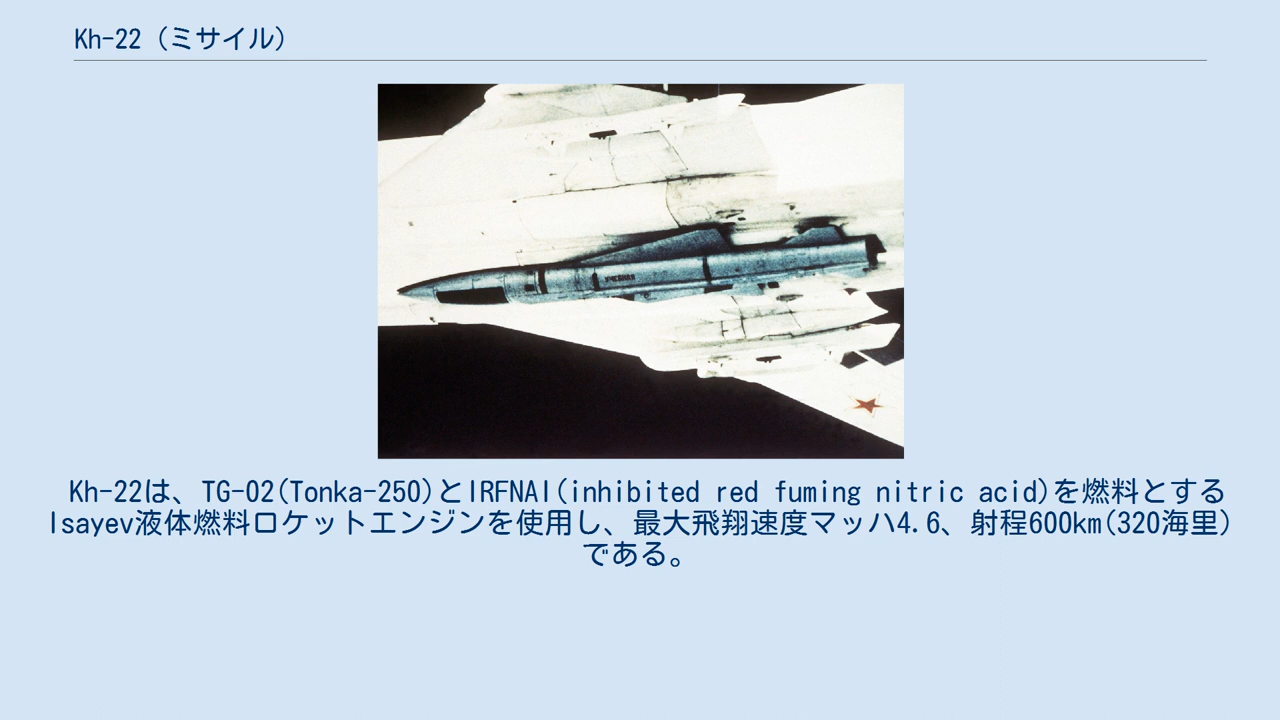 Kh-22（ミサイル）
Kh-22は、TG-02(Tonka-250)とIRFNAI(inhibited red fuming nitric acid)を燃料とする
Isayev液体燃料ロケットエンジンを使用し、最大飛翔速度マッハ4.6、射程600km(320海里)
である。